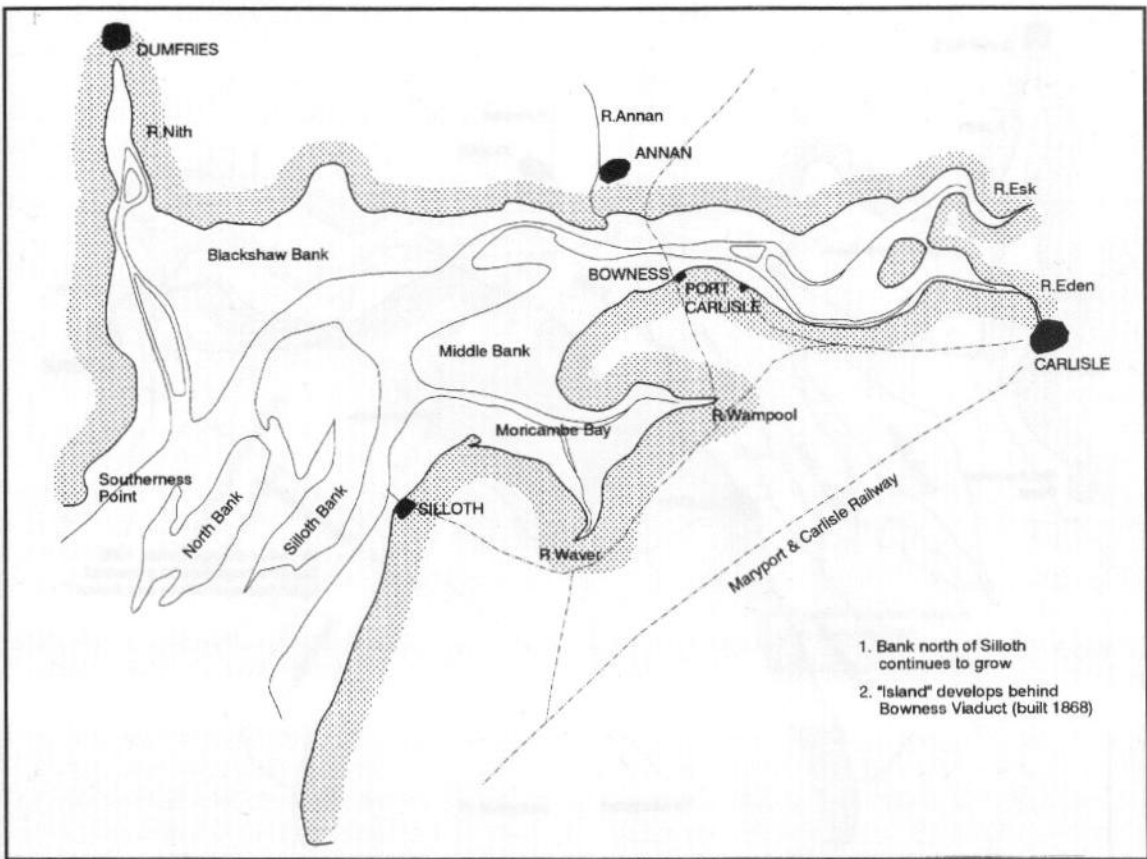 DUMFRIES
R.Nith
R.Annan
ANNAN
R.Esk
Blackshaw Bank
BOWNESS
PORT
CARLISLE
R.Eden
CARLISLE
Middle Bank
R.Wampool
Moricambe Bay
Southerness
Point
North Bank
Silloth Bank
SILLOTH
R.Waver
Maryport & Carlisle Railway
1. Bank north of Silloth
continues to grow
2. "Island" develops behind
Bowness Viaduct (built 1868)